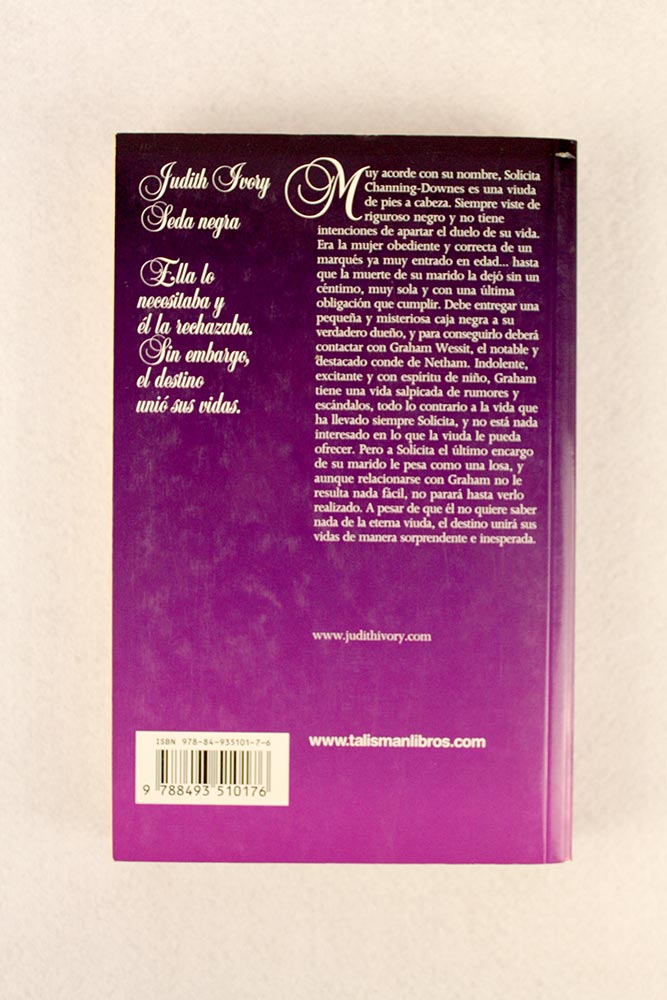 Judith Ivory
Seda negra
Ella lo
necesitaba y
él la rechazaba.
Sin embargo,
el destino
unió sus vidas.
Muy acorde con su nombre, Solícita
Channing-Downes es una viuda
de pies a cabeza. Siempre viste de
riguroso negro y no tiene
intenciones de apartar el duelo de su vida.
Era la mujer obediente y correcta de un
marqués ya muy entrado en edad... hasta
que la muerte de su marido la dejó sin un
céntimo, muy sola y con una última
obligación que cumplir. Debe entregar una
pequeña y misteriosa caja negra a su
verdadero dueño, y para conseguirlo deberá
contactar con Graham Wessit, el notable y
destacado conde de Netham. Indolente,
excitante y con espíritu de niño, Graham
tiene una vida salpicada de rumores y
escándalos, todo lo contrario a la vida que
ha llevado siempre Solícita, y no está nada
interesado en lo que la viuda le pueda
ofrecer. Pero a Solícita el último encargo
de su marido le pesa como una losa, y
aunque relacionarse con Graham no le
resulta nada fácil, no parará hasta verlo
realizado. A pesar de que él no quiere saber
nada de la eterna viuda, el destino unirá sus
vidas de manera sorprendente e inesperada.
www.judithivory.com
www.talismanlibros.com
ISBN 978-84-935101-7-6
9 788493 510176